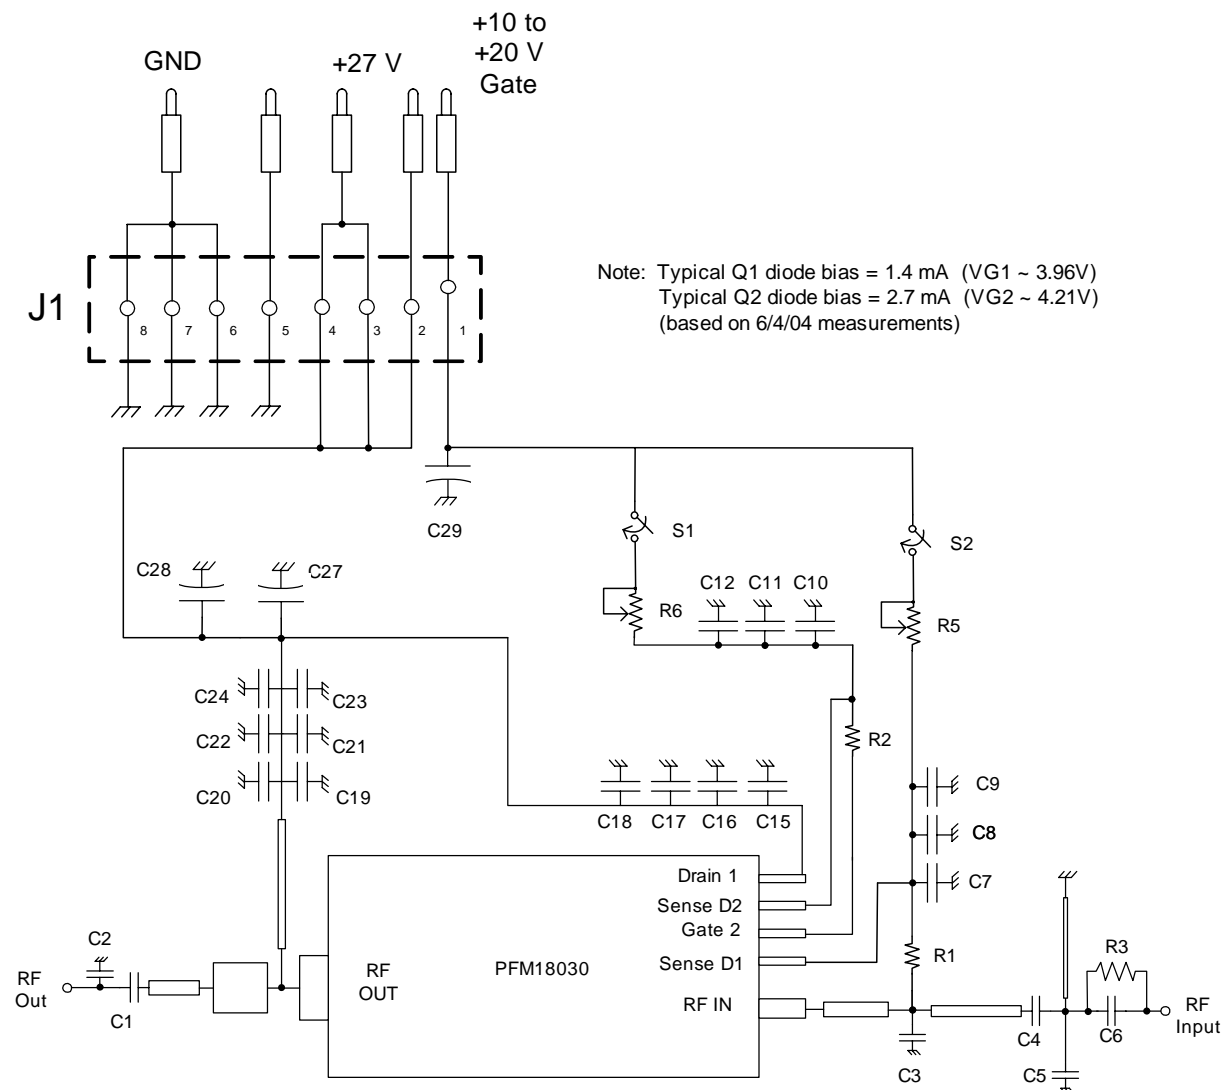 +10 to
+20 V
Gate
GND
+27 V
J1
8
7
6
5
4
3
2
1
Note: Typical Q1 diode bias = 1.4 mA (VG1 ~ 3.96V)
Typical Q2 diode bias = 2.7 mA (VG2 ~ 4.21V)
(based on 6/4/04 measurements)
C29
S1
S2
C28
C27
C12
C11
C10
R6
R5
C24
C23
C22
C21
C20
C19
R2
C18
C17
C16
C15
C9
C8
C7
Drain 1
Sense D2
Gate 2
Sense D1
RF IN
PFM18030
RF
OUT
R1
R3
C2
RF
Out
C1
C3
C4
C5
C6
RF
Input